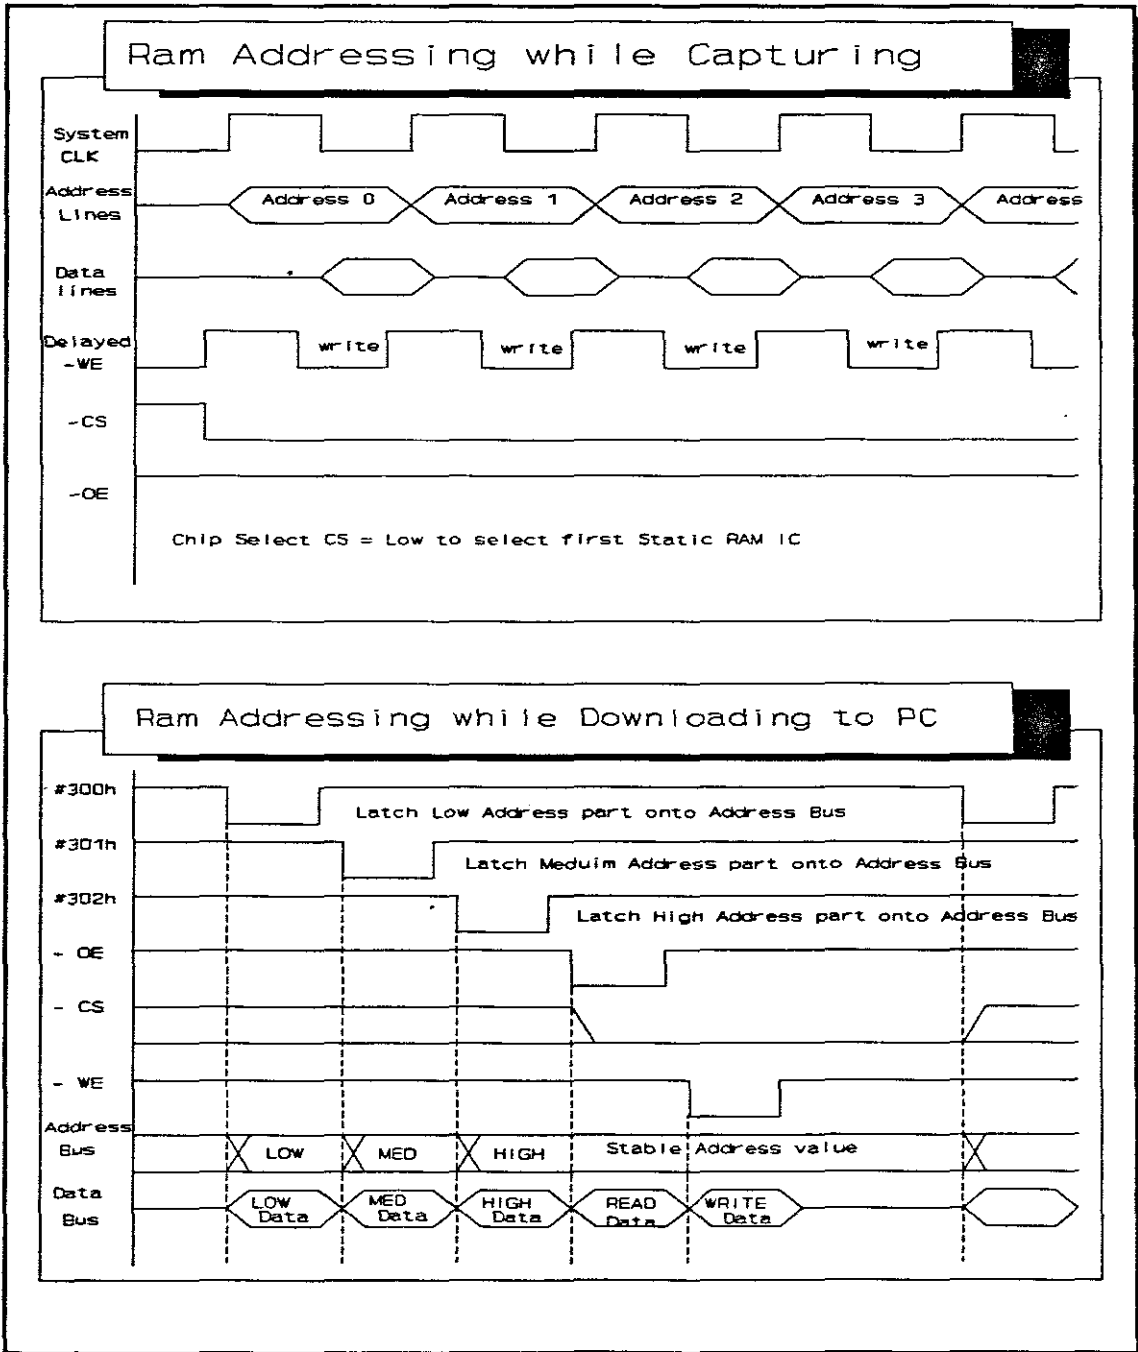 Ram Addressing while Capturing
System
CLK
Address
Lines
Address 0
Address 1
Address 2
Address 3
Address
Data
lines
Delayed
-WE
write
write
write
write
-CS
-OE
Chip Select CS = Low to select first Static RAM IC
Ram Addressing while Downloading to PC
#300h
Latch Low Address part onto Address Bus
#301h
Latch Meduim Address part onto Address Bus
#302h
Latch High Address part onto Address Bus
- OE
- CS
- WE
Address
Bus
LOW
MED
HIGH
Stable Address value
Data
Bus
LOW
Data
MED
Data
HIGH
Data
READ
Data
WRITE
Data